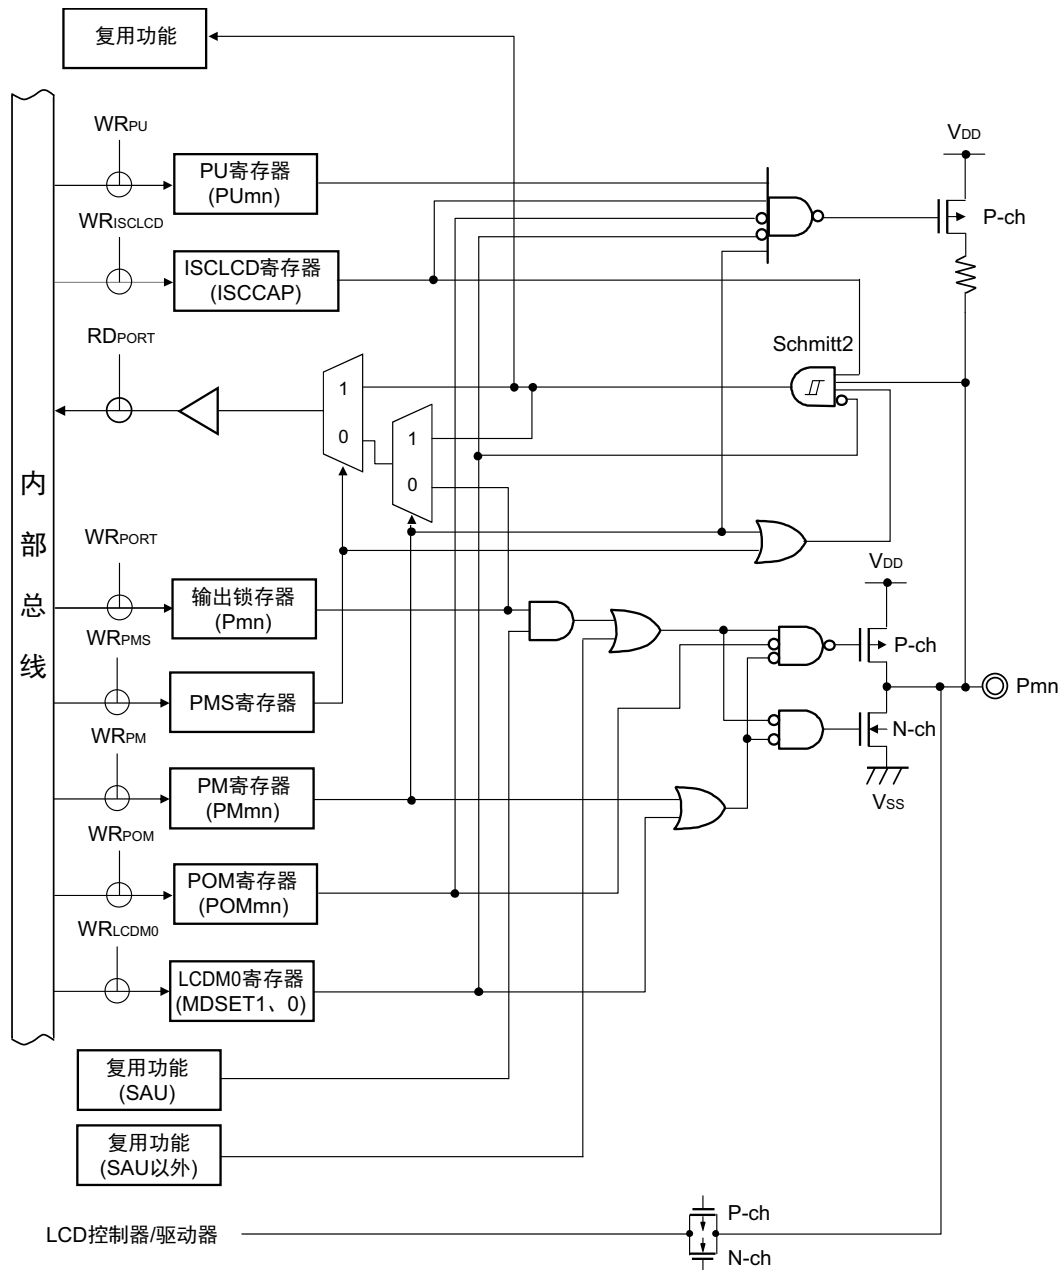 复用功能
WRPU
PU寄存器
(PUmn)
WRISCLCD
ISCLCD寄存器
(ISCCAP)
VDD
P-ch
RDPORT
Schmitt2
1
0
1
0
内部总线
WRPORT
输出锁存器
(Pmn)
VDD
P-ch
WRPMS
PMS寄存器
Pmn
N-ch
WRPM
PM寄存器
(PMmn)
VSS
WRPOM
POM寄存器
(POMmn)
WRLCDM0
LCDM0寄存器
(MDSET1、0)
复用功能
(SAU)
复用功能
(SAU以外)
P-ch
LCD控制器/驱动器
N-ch